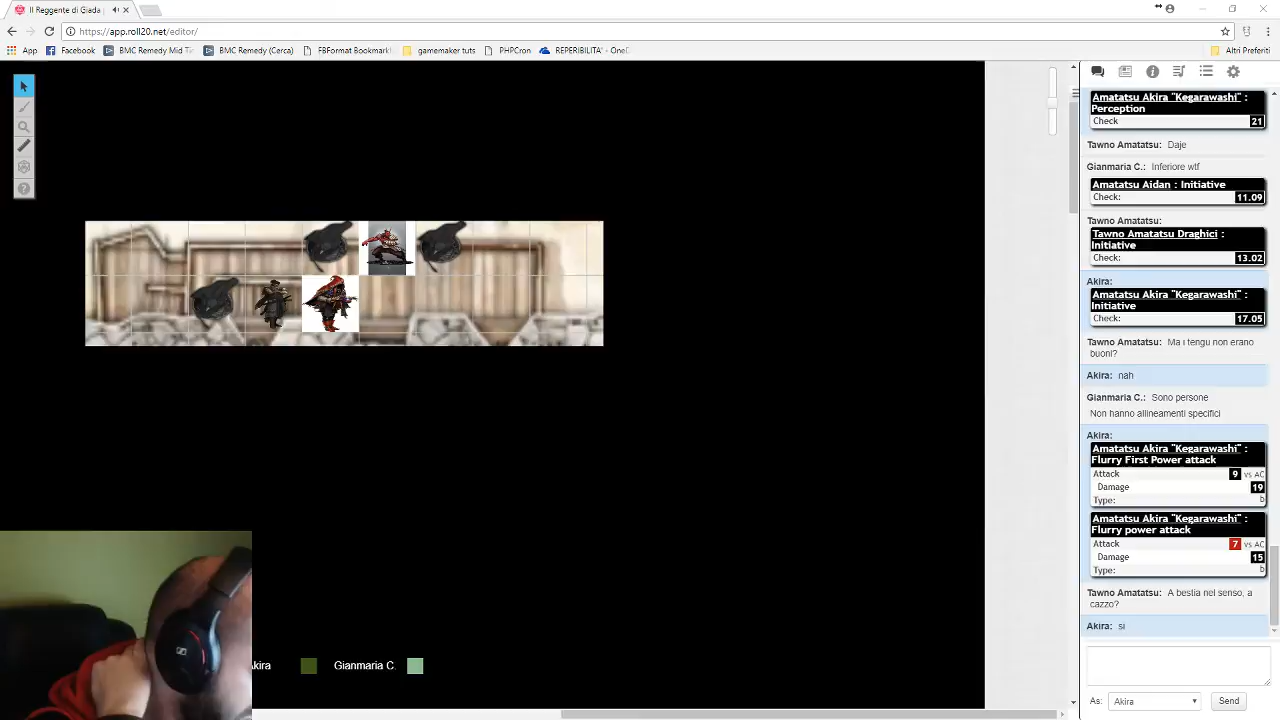 Il Reggente di Giada |
https://app.roll20.net/editor/
App Facebook BMC Remedy Mid Ti BMC Remedy (Cerca) FBFormat Bookmarkl gamemaker tuts PHPCron REPERIBILITA' - OneD Altri Preferiti
Amatatsu Akira "Kegarawashi" :
Perception
Check 21
Tawno Amatatsu: Daje
Gianmaria C.: Inferiore wtf
Amatatsu Aidan : Initiative
Check: 11.09
Tawno Amatatsu:
Tawno Amatatsu Draghici :
Initiative
Check: 13.02
Akira:
Amatatsu Akira "Kegarawashi" :
Initiative
Check: 17.05
Tawno Amatatsu: Ma i tengu non erano
buoni?
Akira: nah
Gianmaria C.: Sono persone
Non hanno allineamenti specifici
Akira:
Amatatsu Akira "Kegarawashi" :
Flurry First Power attack
Attack 9 vs AC
Damage 19
Type: b
Amatatsu Akira "Kegarawashi" :
Flurry power attack
Attack 7 vs AC
Damage 15
Type: b
Tawno Amatatsu: A bestia nel senso, a
cazzo?
Akira: si
kira Gianmaria C
As: Akira Send